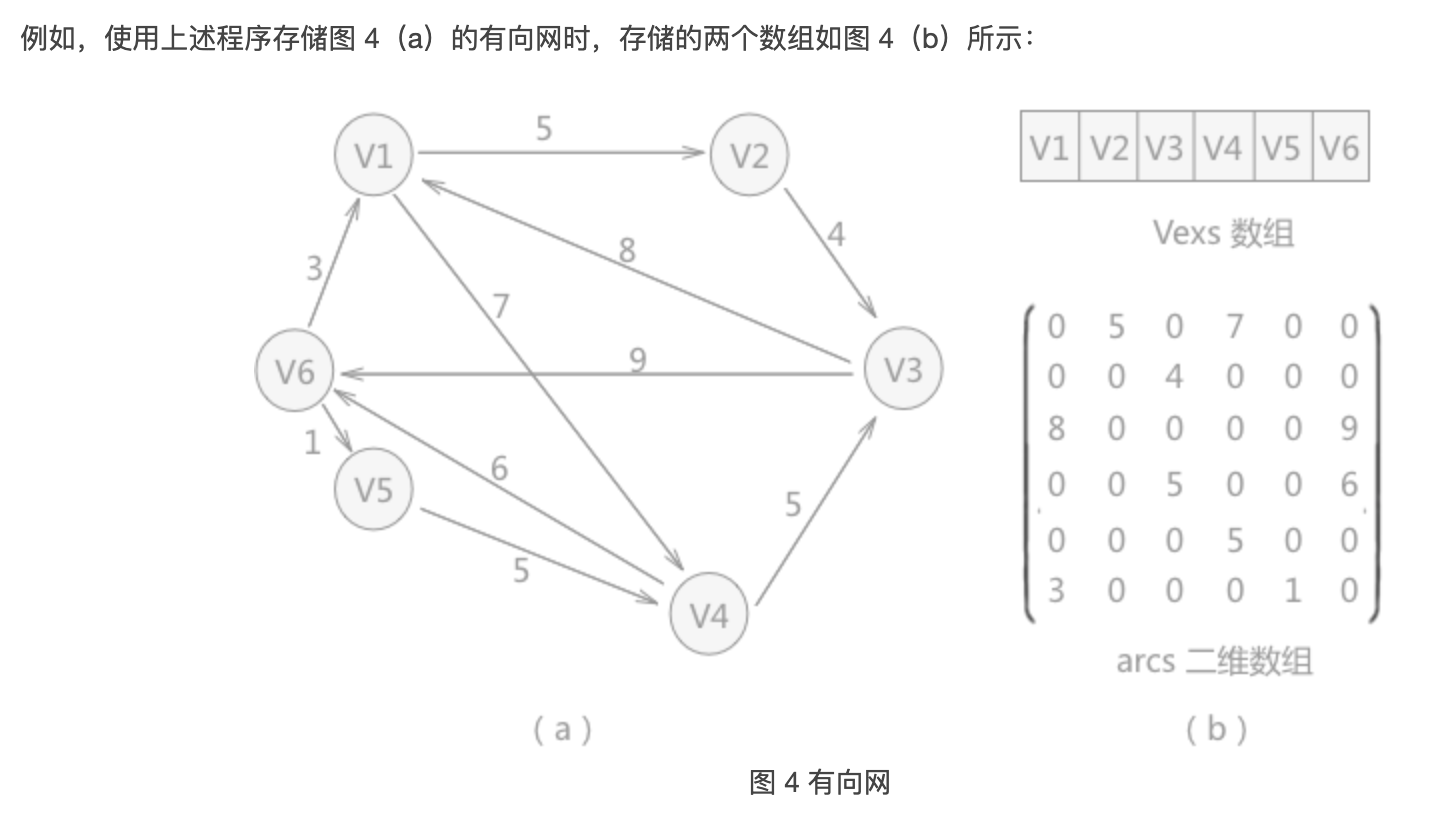 例如，使用上述程序存储图 4（a）的有向网时，存储的两个数组如图 4（b）所示：
V1 5 V2
V1 V2 V3 V4 V5 V6
4
Vexs 数组
8
3
7
0 5 0 7 0 0
9
V6 V3
0 0 4 0 0 0
8 0 0 0 0 9
1
6
V5
0 0 5 0 0 6
5
0 0 0 5 0 0
5
3 0 0 0 1 0
V4
arcs 二维数组
( a ) ( b )
图 4 有向网